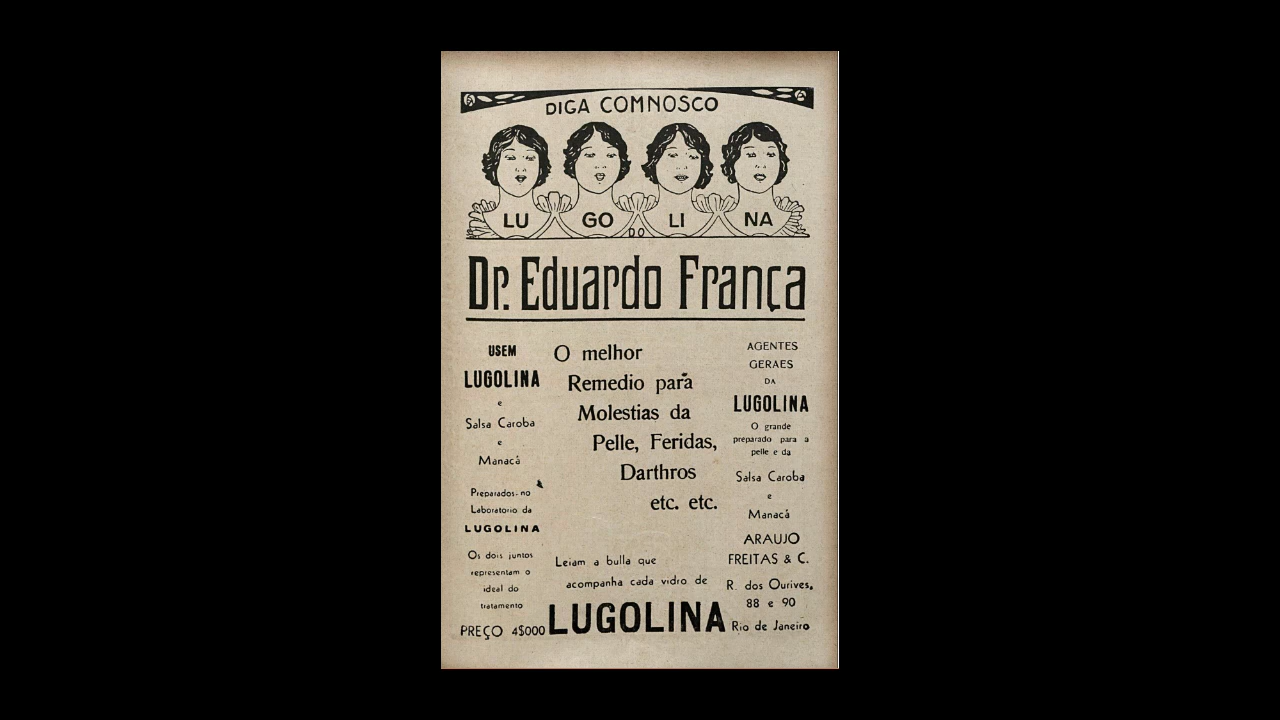 DIGA COMNOSCO
LU GO LI NA
DO
Dr. Eduardo França
USEM
LUGOLINA
e
Salsa Caroba
e
Manacá
Preparados no
Laboratorio da
LUGOLINA
Os dois juntos
representam o
ideal do
tratamento
PREÇO 4$000
O melhor
Remedio para
Molestias da
Pelle, Feridas,
Darthros
etc. etc.
Leiam a bulla que
acompanha cada vidro de
LUGOLINA
AGENTES
GERAES
DA
LUGOLINA
O grande
preparado para a
pelle e da
Salsa Caroba
e
Manacá
ARAUJO
FREITAS & C.
R. dos Ourives,
88 e 90
Rio de Janeiro